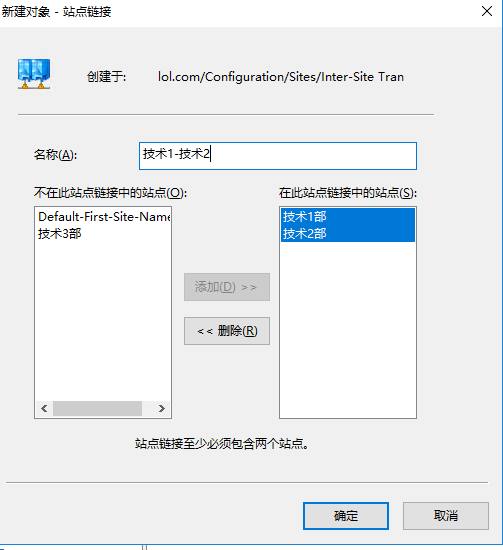 新建对象 - 站点链接
创建于: lol.com/Configuration/Sites/Inter-Site Tran
名称(A): 技术1-技术2
不在此站点链接中的站点(O): 在此站点链接中的站点(S):
Default-First-Site-Name 技术1部
技术3部 技术2部
添加(D) >>
<< 删除(R)
站点链接至少必须包含两个站点。
确定 取消